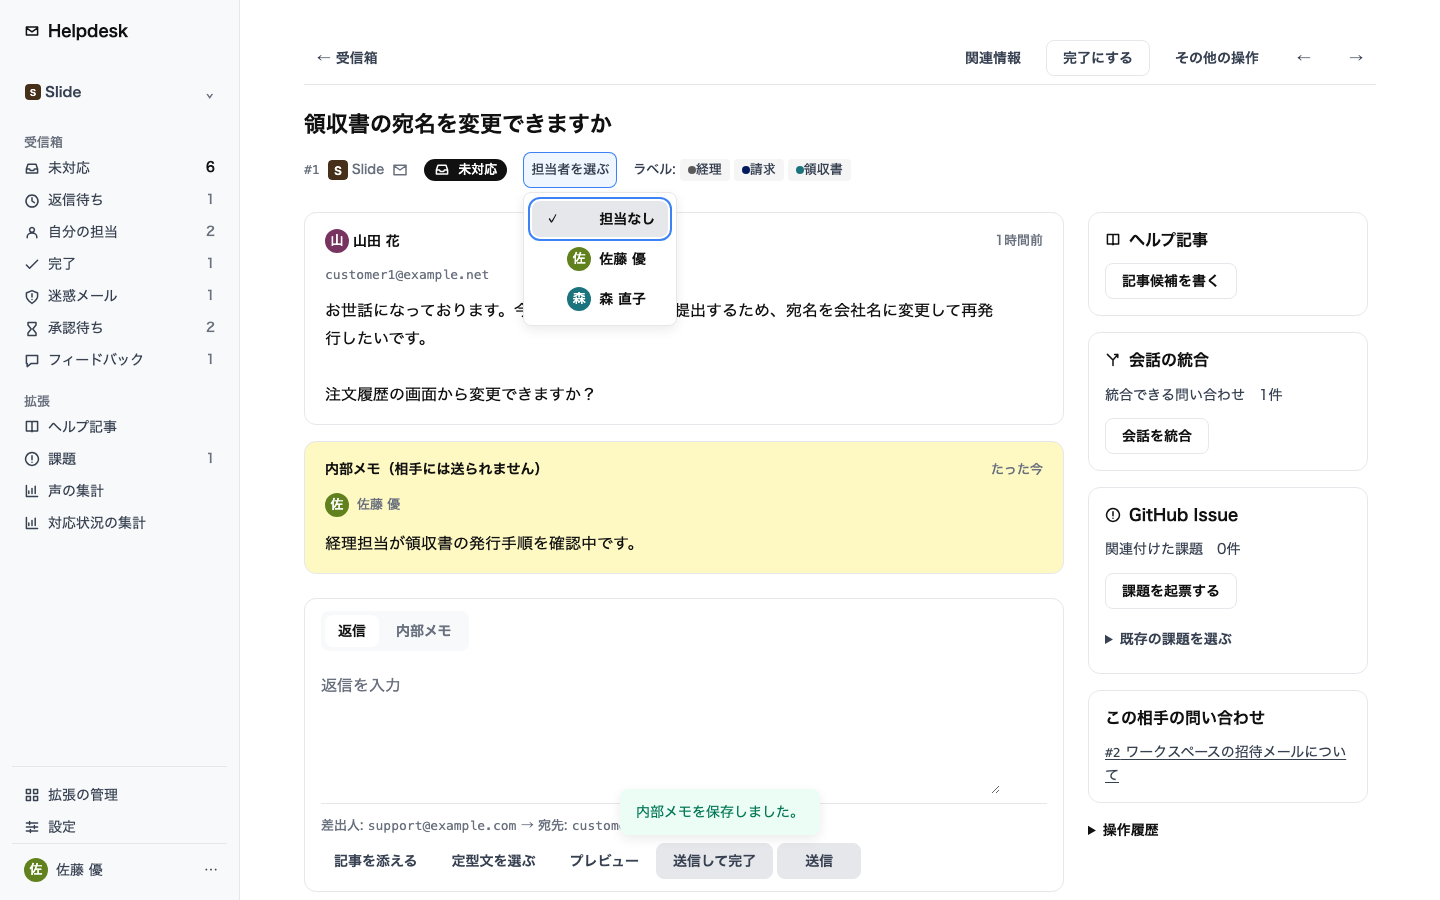 Helpdesk
S Slide
受信箱
未対応 6
返信待ち 1
自分の担当 2
完了 1
迷惑メール 1
承認待ち 2
フィードバック 1
拡張
ヘルプ記事
課題 1
声の集計
対応状況の集計
拡張の管理
設定
佐 佐藤 優 …
← 受信箱
関連情報 完了にする その他の操作 ← →
領収書の宛名を変更できますか
#1 S Slide 未対応 担当者を選ぶ ラベル: 経理 請求 領収書
✓ 担当なし
佐 佐藤 優
森 森 直子
山 山田 花 1時間前
customer1@example.net
お世話になっております。 提出するため、宛名を会社名に変更して再発
行したいです。
注文履歴の画面から変更できますか？
内部メモ（相手には送られません） たった今
佐 佐藤 優
経理担当が領収書の発行手順を確認中です。
返信 内部メモ
返信を入力
差出人: support@example.com → 宛先:
内部メモを保存しました。
記事を添える 定型文を選ぶ プレビュー 送信して完了 送信
ヘルプ記事
記事候補を書く
会話の統合
統合できる問い合わせ 1件
会話を統合
GitHub Issue
関連付けた課題 0件
課題を起票する
▶ 既存の課題を選ぶ
この相手の問い合わせ
#2 ワークスペースの招待メールについ
て
▶ 操作履歴